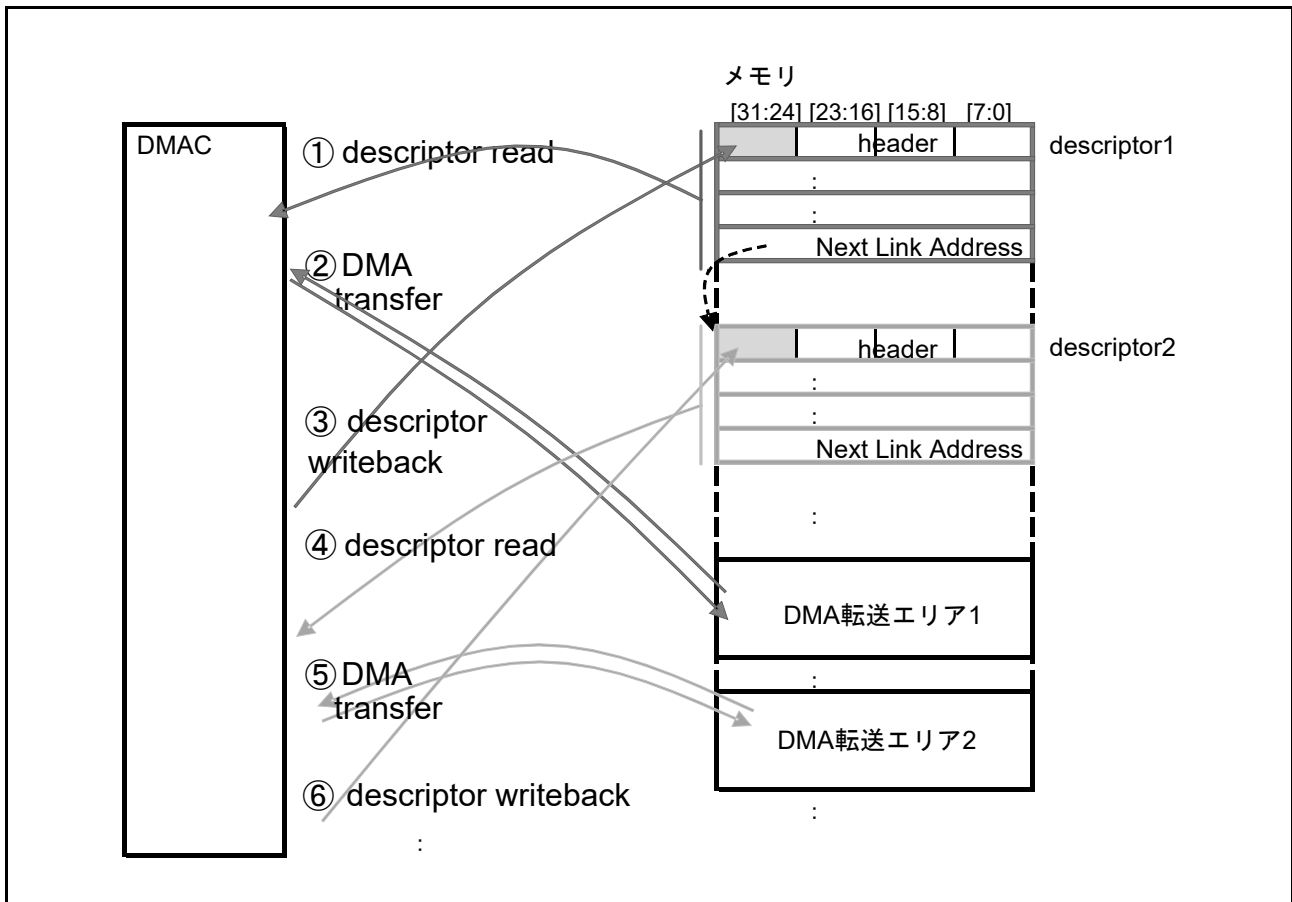 メモリ
[31:24] [23:16] [15:8] [7:0]
DMAC
① descriptor read
header
descriptor1
:
:
Next Link Address
② DMA
transfer
header
descriptor2
:
:
Next Link Address
③ descriptor
writeback
:
④ descriptor read
DMA転送エリア1
:
⑤ DMA
transfer
DMA転送エリア2
⑥ descriptor writeback
:
: